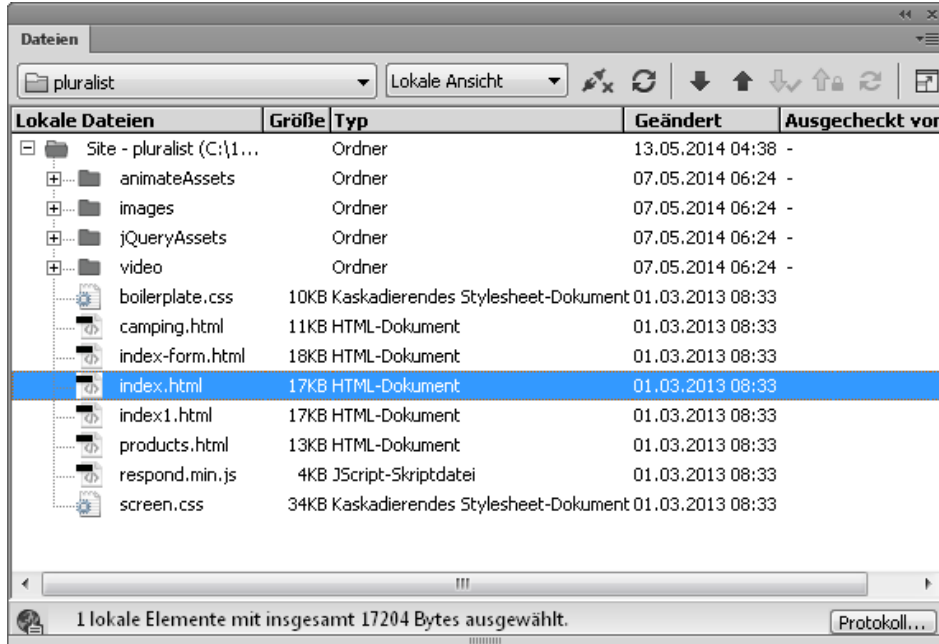 Dateien
pluralist Lokale Ansicht
Lokale Dateien Größe Typ Geändert Ausgecheckt von
Site - pluralist (C:\1... Ordner 13.05.2014 04:38 -
animateAssets Ordner 07.05.2014 06:24 -
images Ordner 07.05.2014 06:24 -
jQueryAssets Ordner 07.05.2014 06:24 -
video Ordner 07.05.2014 06:24 -
boilerplate.css 10KB Kaskadierendes Stylesheet-Dokument 01.03.2013 08:33
camping.html 11KB HTML-Dokument 01.03.2013 08:33
index-form.html 18KB HTML-Dokument 01.03.2013 08:33
index.html 17KB HTML-Dokument 01.03.2013 08:33
index1.html 17KB HTML-Dokument 01.03.2013 08:33
products.html 13KB HTML-Dokument 01.03.2013 08:33
respond.min.js 4KB JScript-Skriptdatei 01.03.2013 08:33
screen.css 34KB Kaskadierendes Stylesheet-Dokument 01.03.2013 08:33
1 lokale Elemente mit insgesamt 17204 Bytes ausgewählt. Protokoll...